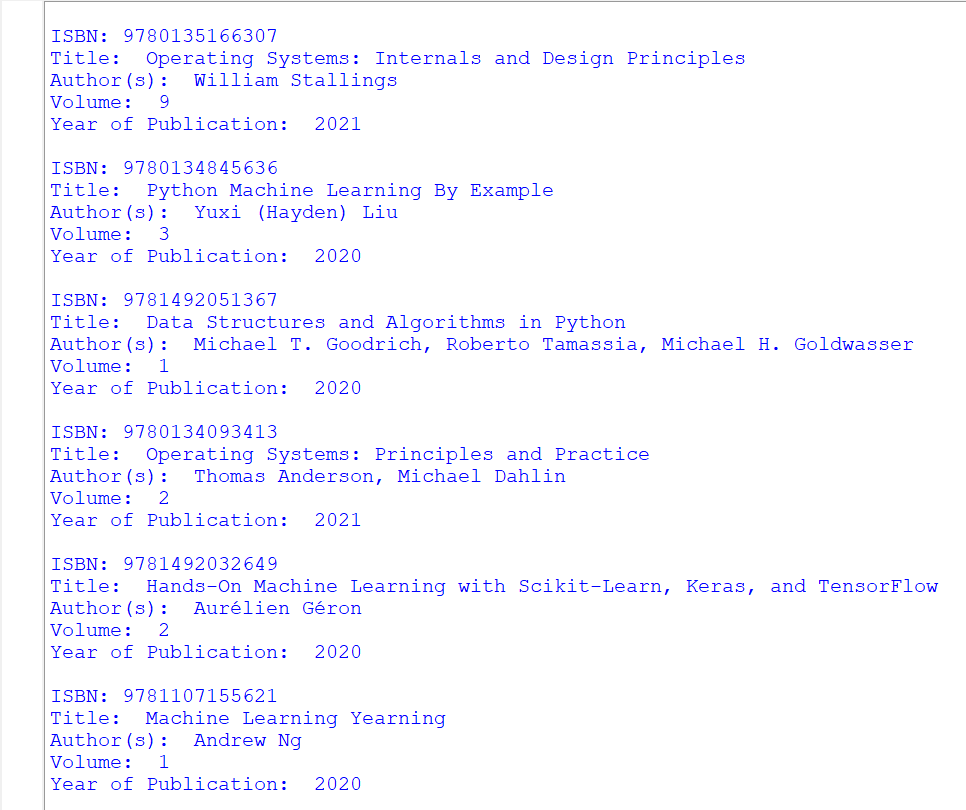 ISBN: 9780135166307
Title:  Operating Systems: Internals and Design Principles
Author(s):  William Stallings
Volume:  9
Year of Publication:  2021

ISBN: 9780134845636
Title:  Python Machine Learning By Example
Author(s):  Yuxi (Hayden) Liu
Volume:  3
Year of Publication:  2020

ISBN: 9781492051367
Title:  Data Structures and Algorithms in Python
Author(s):  Michael T. Goodrich, Roberto Tamassia, Michael H. Goldwasser
Volume:  1
Year of Publication:  2020

ISBN: 9780134093413
Title:  Operating Systems: Principles and Practice
Author(s):  Thomas Anderson, Michael Dahlin
Volume:  2
Year of Publication:  2021

ISBN: 9781492032649
Title:  Hands-On Machine Learning with Scikit-Learn, Keras, and TensorFlow
Author(s):  Aurélien Géron
Volume:  2
Year of Publication:  2020

ISBN: 9781107155621
Title:  Machine Learning Yearning
Author(s):  Andrew Ng
Volume:  1
Year of Publication:  2020